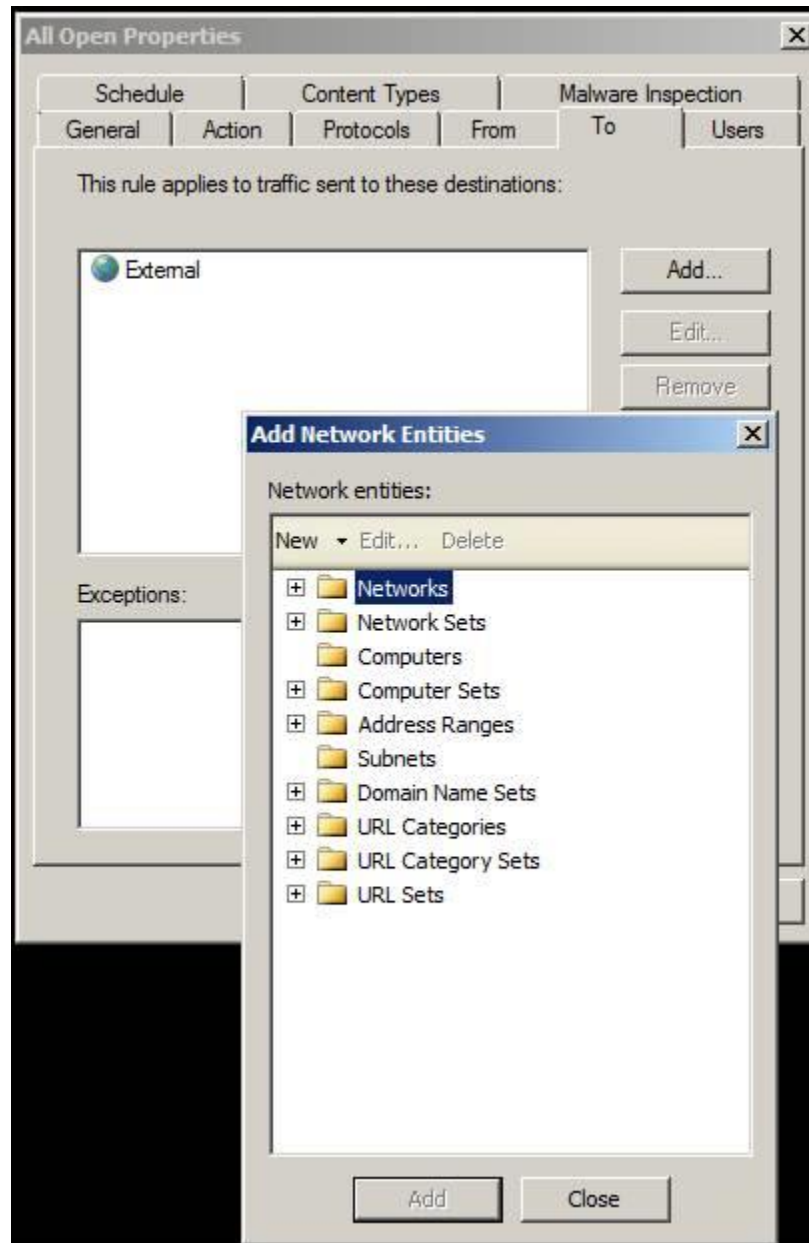 All Open Properties
Schedule Content Types Malware Inspection
General Action Protocols From To Users
This rule applies to traffic sent to these destinations:
External
Add...
Edit...
Remove
Exceptions:
Add Network Entities
Network entities:
New Edit... Delete
Networks
Network Sets
Computers
Computer Sets
Address Ranges
Subnets
Domain Name Sets
URL Categories
URL Category Sets
URL Sets
Add Close